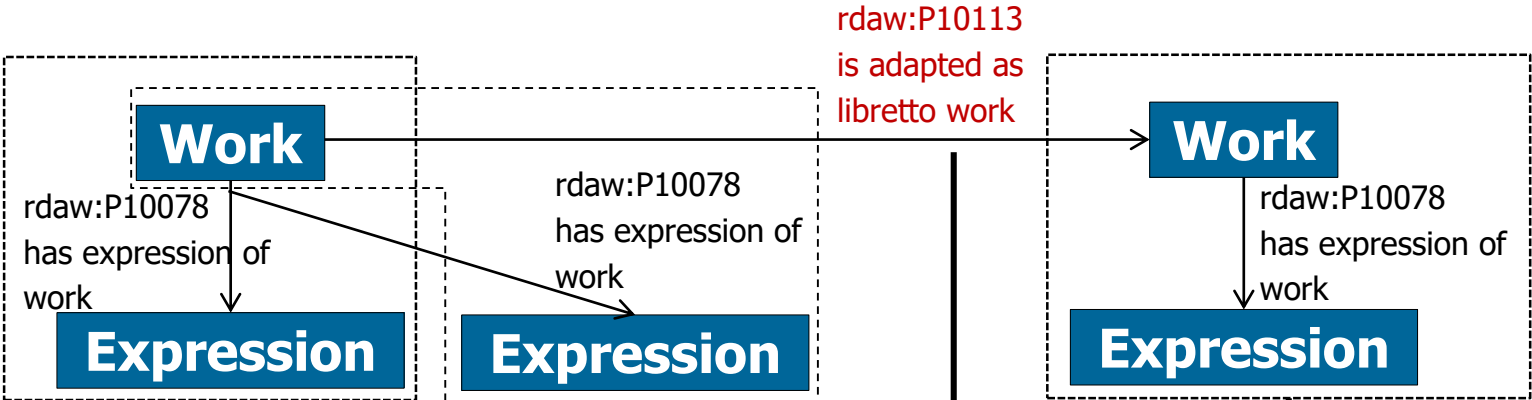 rdaw:P10113
is adapted as
libretto work
Work
Work
rdaw:P10078
has expression of
work
rdaw:P10078
has expression of
work
rdaw:P10078
has expression of
work
Expression
Expression
Expression